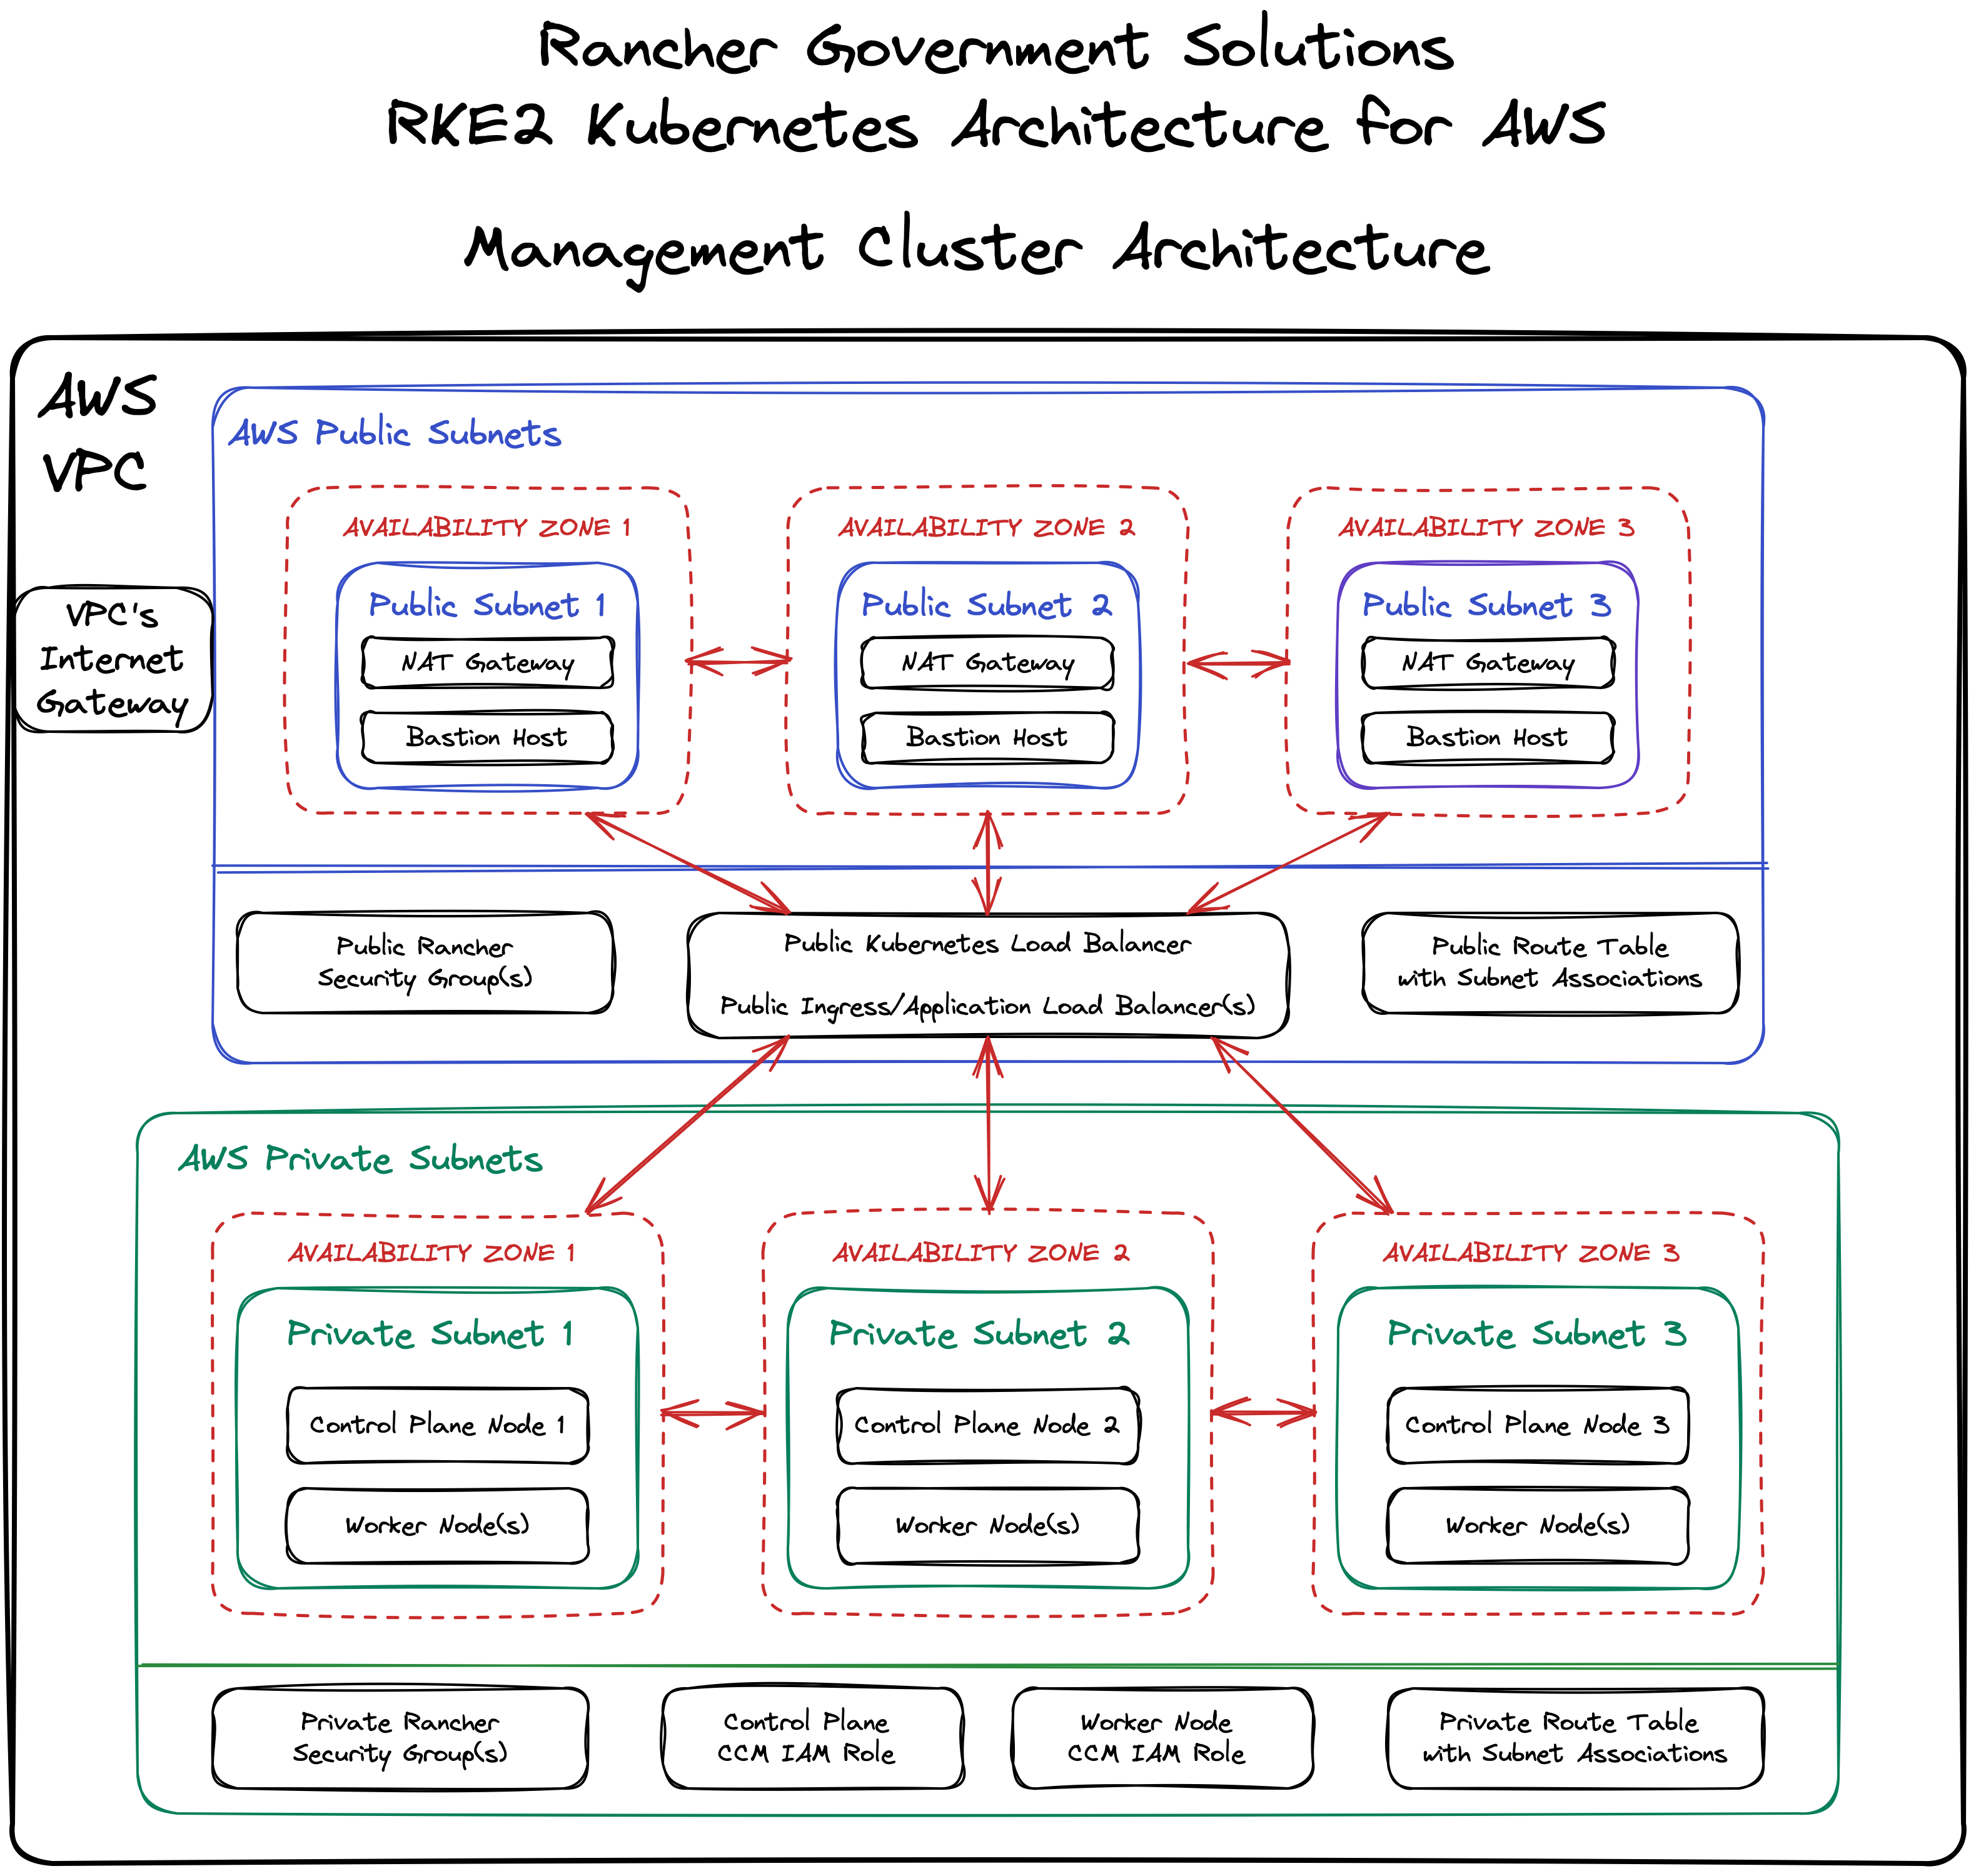 Rancher Government Solutions
RKE2 Kubernetes Architecture for AWS
Management Cluster Architecture
AWS
VPC
VPC's
Internet
Gateway
AWS Public Subnets
AVAILABILITY ZONE 1
Public Subnet 1
NAT Gateway
Bastion Host
AVAILABILITY ZONE 2
Public Subnet 2
NAT Gateway
Bastion Host
AVAILABILITY ZONE 3
Public Subnet 3
NAT Gateway
Bastion Host
Public Rancher
Security Group(s)
Public Kubernetes Load Balancer
Public Ingress/Application Load Balancer(s)
Public Route Table
with Subnet Associations
AWS Private Subnets
AVAILABILITY ZONE 1
Private Subnet 1
Control Plane Node 1
Worker Node(s)
AVAILABILITY ZONE 2
Private Subnet 2
Control Plane Node 2
Worker Node(s)
AVAILABILITY ZONE 3
Private Subnet 3
Control Plane Node 3
Worker Node(s)
Private Rancher
Security Group(s)
Control Plane
CCM IAM Role
Worker Node
CCM IAM Role
Private Route Table
with Subnet Associations